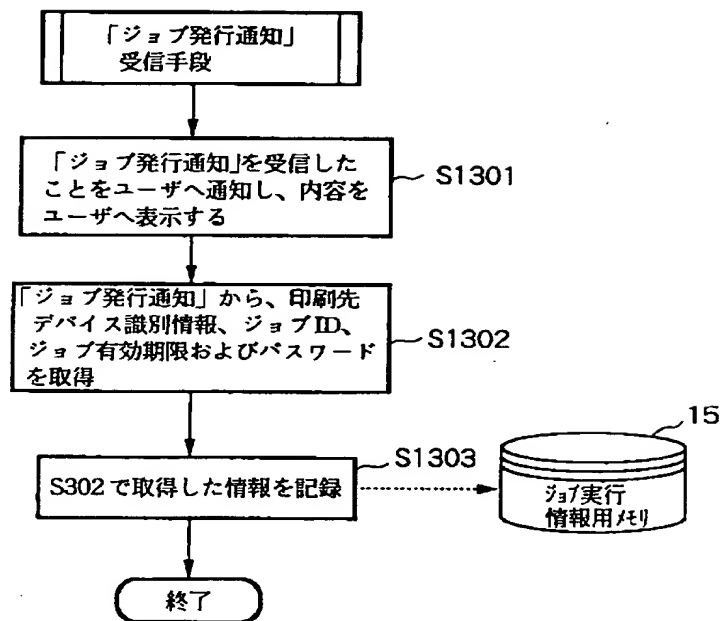 「ジョブ発行通知」
受信手段
「ジョブ発行通知」を受信した
ことをユーザへ通知し、内容を
ユーザへ表示する
S1301
「ジョブ発行通知」から、印刷先
デバイス識別情報、ジョブID、
ジョブ有効期限およびパスワード
を取得
S1302
S302で取得した情報を記録
S1303
15
ジョブ実行
情報用メモリ
終了